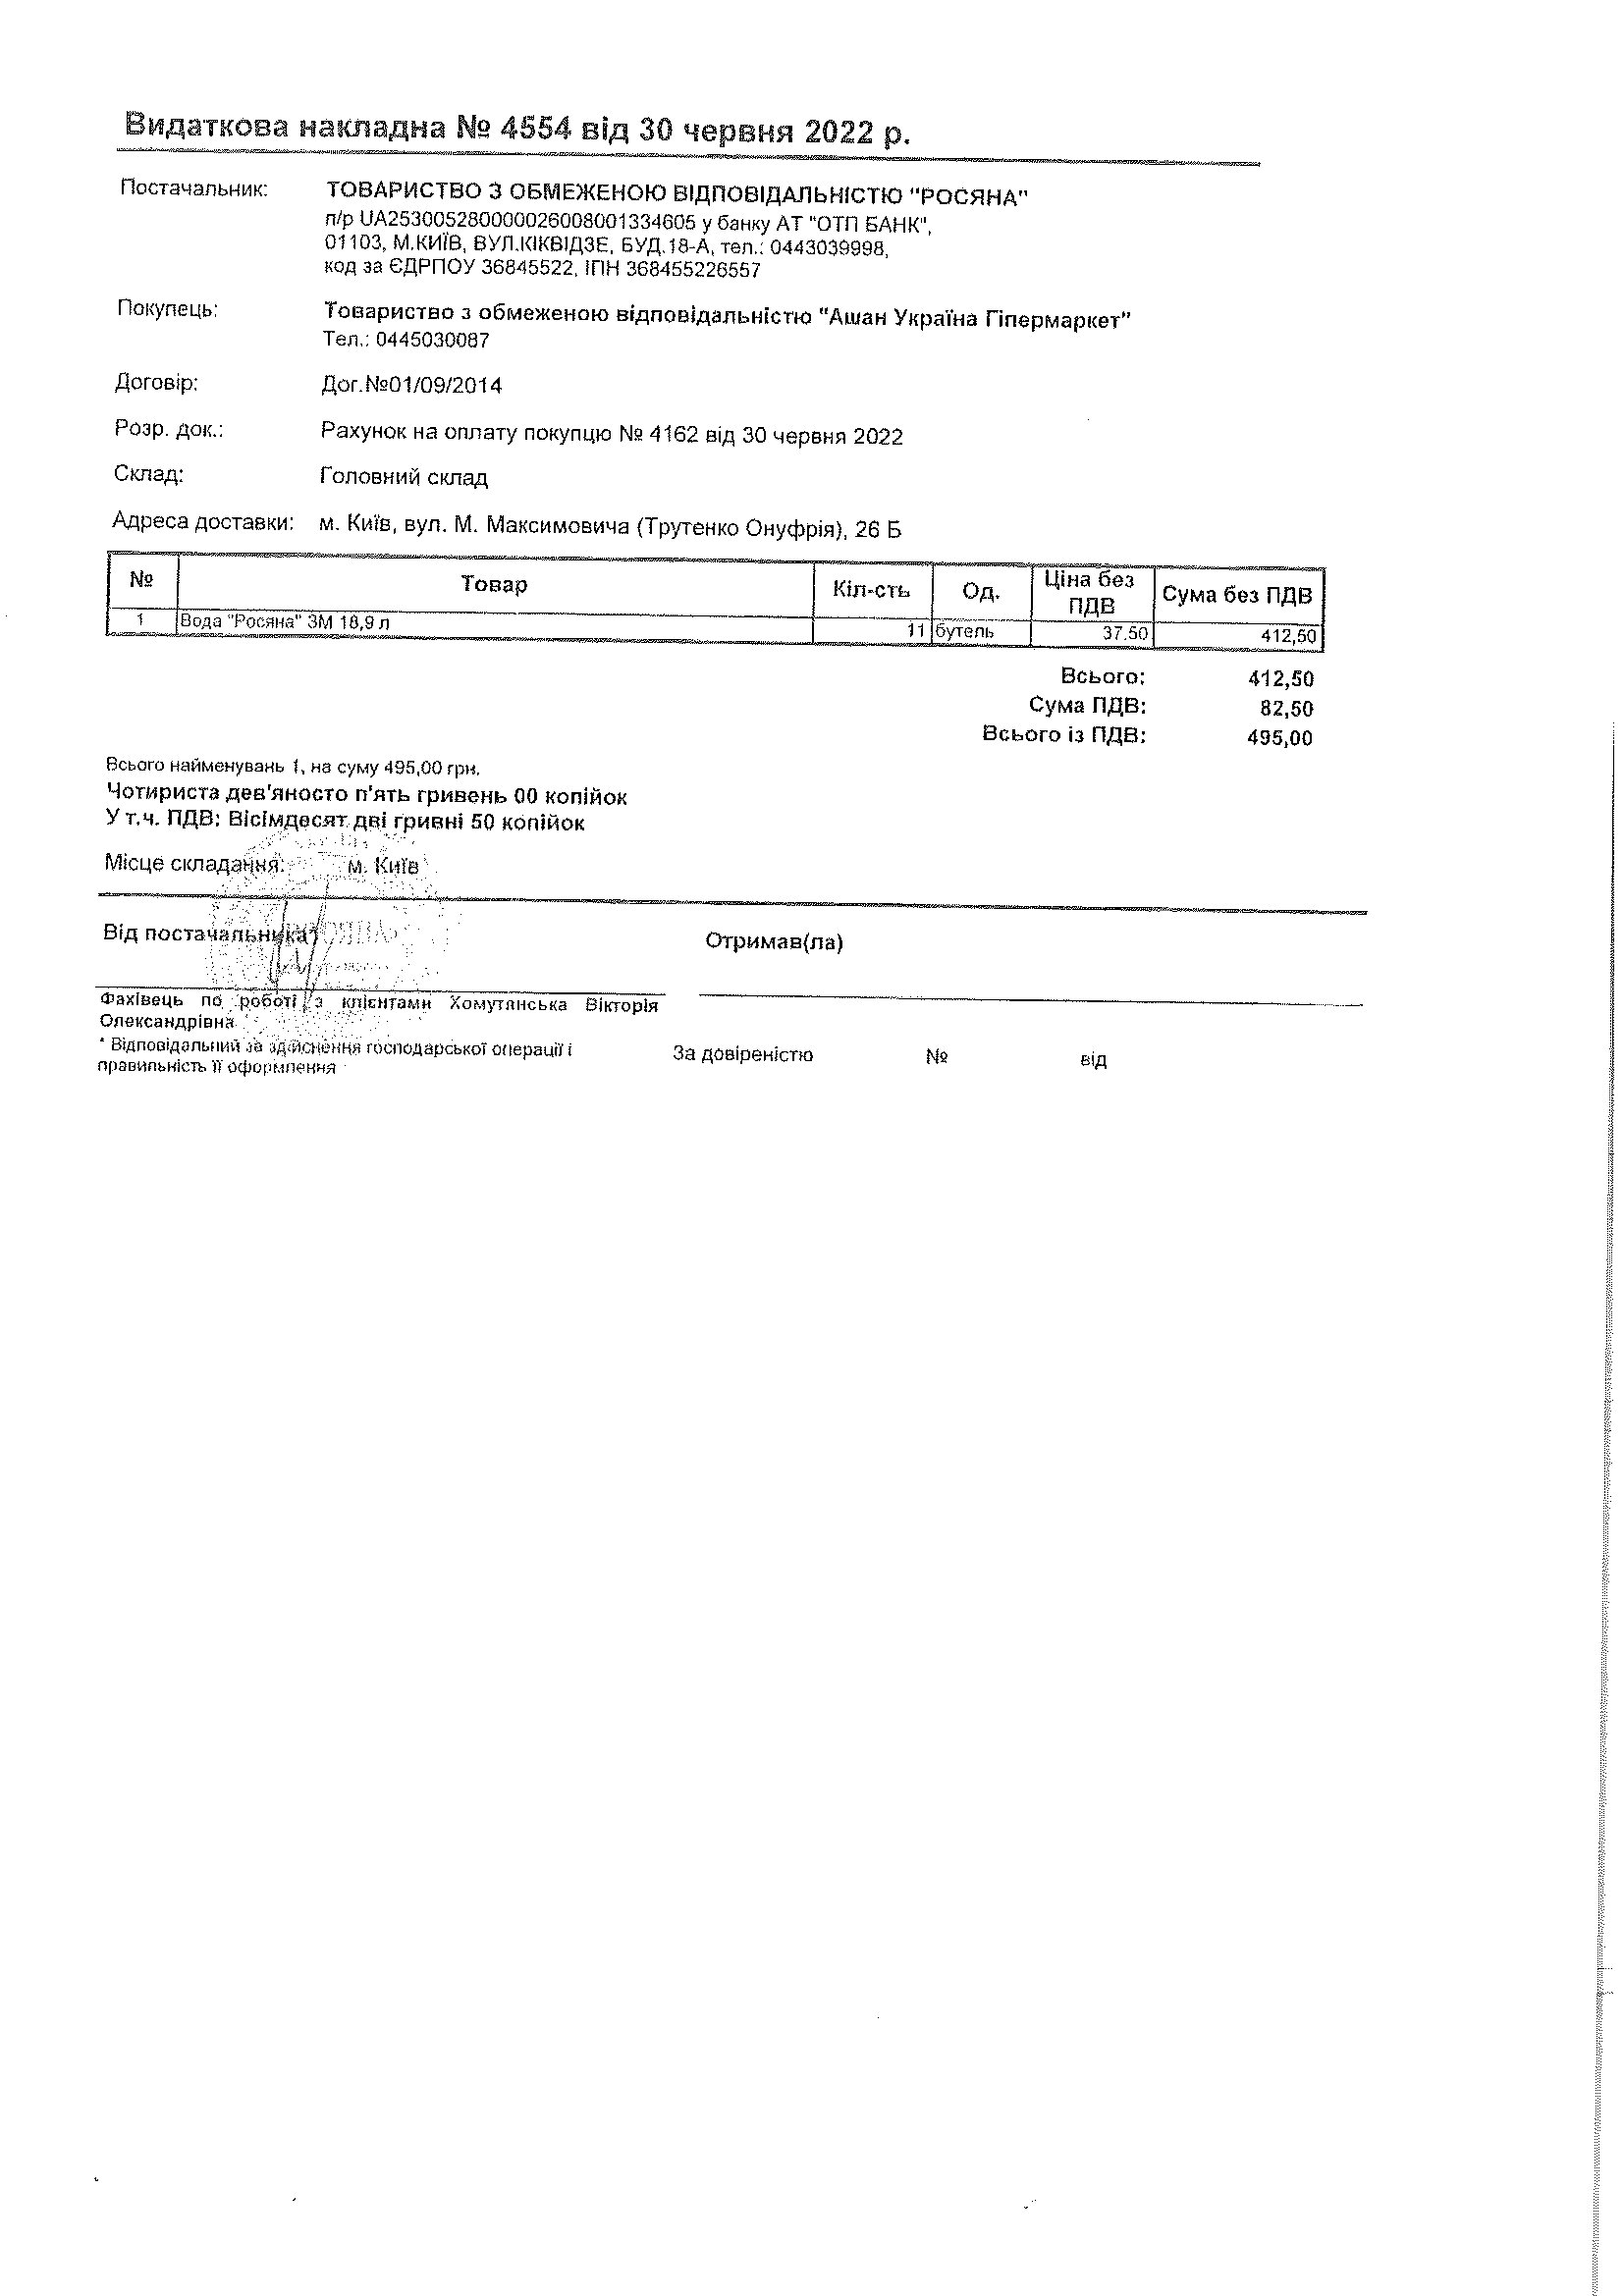 Видаткова накладна № 4554 від 30 червня 2022 р.
Постачальник: ТОВАРИСТВО З ОБМЕЖЕНОЮ ВІДПОВІДАЛЬНІСТЮ "РОСЯНА"
п/р UA253005280000026008001334605 у банку АТ "ОТП БАНК",
01103, М.КИЇВ, ВУЛ.КІКВІДЗЕ, БУД.18-А, тел.: 0443039998,
код за ЄДРПОУ 36845522, ІПН 368455226557
Покупець: Товариство з обмеженою відповідальністю "Ашан Україна Гіпермаркет"
Тел.: 0445030087
Договір: Дог.№01/09/2014
Розр. док.: Рахунок на оплату покупцю № 4162 від 30 червня 2022
Склад: Головний склад
Адреса доставки: м. Київ, вул. М. Максимовича (Трутенко Онуфрія), 26 Б
№ Товар Кіл-сть Од. Ціна без ПДВ Сума без ПДВ
1 Вода "Росяна" ЗМ 18,9 л 11 бутель 37.50 412,50
Всього: 412,50
Сума ПДВ: 82,50
Всього із ПДВ: 495,00
Всього найменувань 1, на суму 495,00 грн.
Чотириста дев'яносто п'ять гривень 00 копійок
У т.ч. ПДВ: Вісімдесят дві гривні 50 копійок
Місце складання: м. Київ
Від постачальника* Отримав(ла)
Фахівець по роботі з клієнтами Хомутянська Вікторія
Олександрівна
* Відповідальний за здійснення господарської операції і
правильність її оформлення
За довіреністю № від